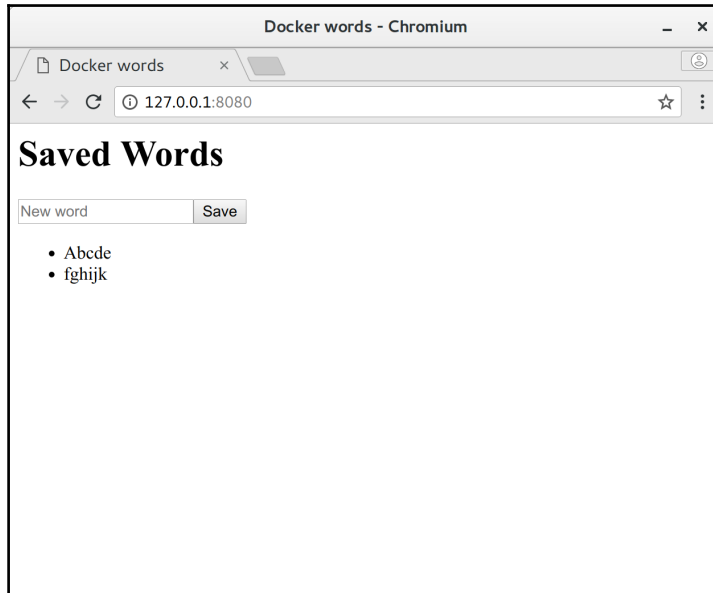 Docker words - Chromium
Docker words
127.0.0.1:8080
Saved Words
New word Save
Abcde
fghijk